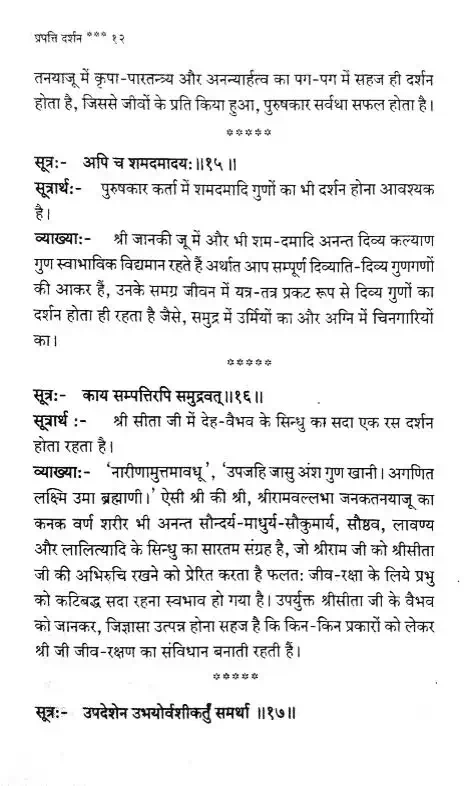 प्रपत्ति दर्शन *** १२
तनयाजू में कृपा-पारतन्त्र्य और अनन्यार्हत्व का पग-पग में सहज ही दर्शन
होता है, जिससे जीवों के प्रति किया हुआ, पुरुषकार सर्वथा सफल होता है।
*****
सूत्रः- अपि च शमदमादयः॥१५॥
सूत्रार्थः- पुरुषकार कर्ता में शमदमादि गुणों का भी दर्शन होना आवश्यक
है।
व्याख्याः- श्री जानकी जू में और भी शम-दमादि अनन्त दिव्य कल्याण
गुण स्वाभाविक विद्यमान रहते हैं अर्थात आप सम्पूर्ण दिव्याति-दिव्य गुणगणों
की आकर हैं, उनके समग्र जीवन में यत्र-तत्र प्रकट रूप से दिव्य गुणों का
दर्शन होता ही रहता है जैसे, समुद्र में उर्मियों का और अग्नि में चिनगारियों
का।
*****
सूत्रः- काय सम्पत्तिरपि समुद्रवत्॥१६॥
सूत्रार्थ :- श्री सीता जी में देह-वैभव के सिन्धु का सदा एक रस दर्शन
होता रहता है।
व्याख्याः- 'नारीणामुत्तमावधू', 'उपजहि जासु अंश गुण खानी। अगणित
लक्ष्मि उमा ब्रह्माणी।' ऐसी श्री की श्री, श्रीरामवल्लभा जनकतनयाजू का
कनक वर्ण शरीर भी अनन्त सौन्दर्य-माधुर्य-सौकुमार्य, सौष्ठव, लावण्य
और लालित्यादि के सिन्धु का सारतम संग्रह है, जो श्रीराम जी को श्रीसीता
जी की अभिरुचि रखने को प्रेरित करता है फलतः जीव-रक्षा के लिये प्रभु
को कटिबद्ध सदा रहना स्वभाव हो गया है। उपर्युक्त श्रीसीता जी के वैभव
को जानकर, जिज्ञासा उत्पन्न होना सहज है कि किन-किन प्रकारों को लेकर
श्री जी जीव-रक्षण का संविधान बनाती रहती हैं।
*****
सूत्रः- उपदेशेन उभयोर्वशीकर्तुं समर्था ॥१७॥